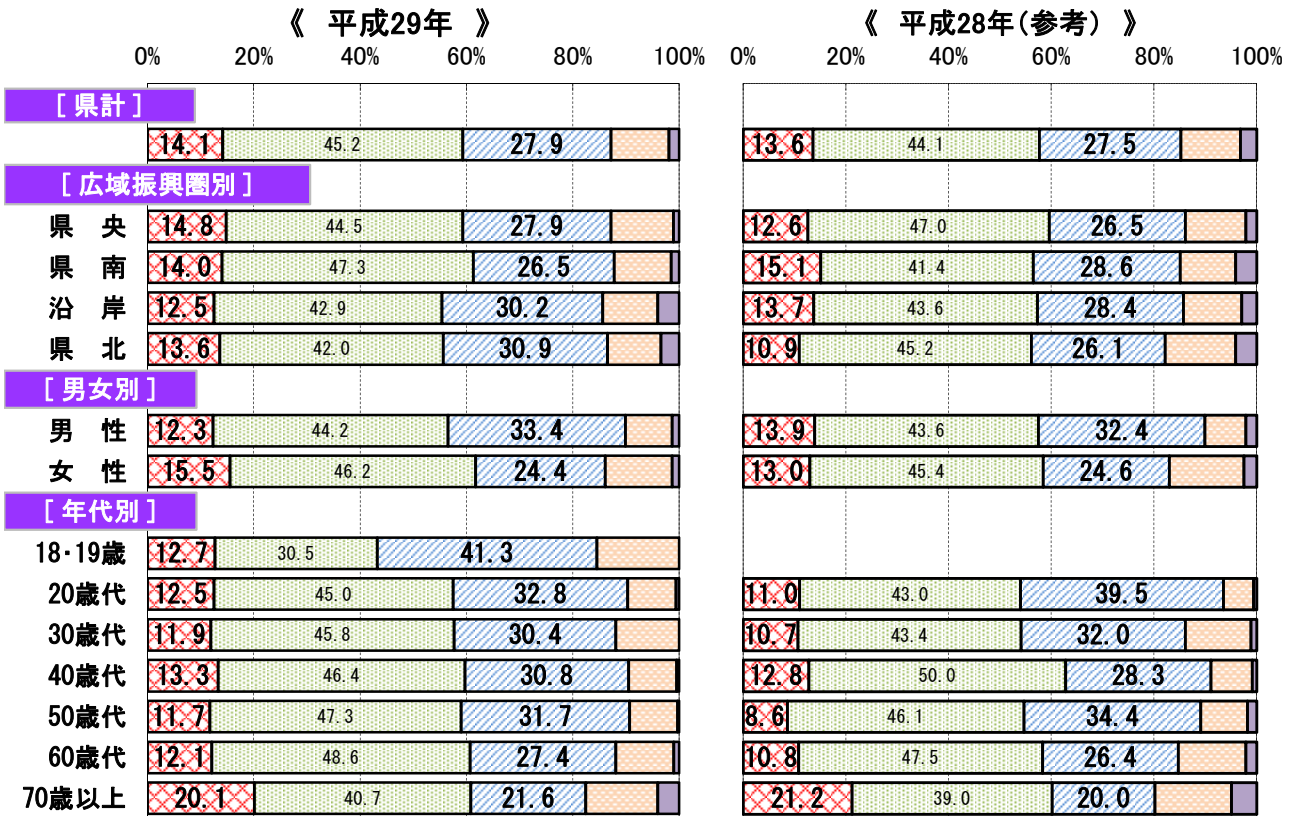 《 平成29年 》 《 平成28年(参考) 》
0% 20% 40% 60% 80% 100% 0% 20% 40% 60% 80% 100%
[ 県計 ]
14.1 45.2 27.9 13.6 44.1 27.5
[ 広域振興圏別 ]
県 央 14.8 44.5 27.9 12.6 47.0 26.5
県 南 14.0 47.3 26.5 15.1 41.4 28.6
沿 岸 12.5 42.9 30.2 13.7 43.6 28.4
県 北 13.6 42.0 30.9 10.9 45.2 26.1
[ 男女別 ]
男 性 12.3 44.2 33.4 13.9 43.6 32.4
女 性 15.5 46.2 24.4 13.0 45.4 24.6
[ 年代別 ]
18・19歳 12.7 30.5 41.3
20歳代 12.5 45.0 32.8 11.0 43.0 39.5
30歳代 11.9 45.8 30.4 10.7 43.4 32.0
40歳代 13.3 46.4 30.8 12.8 50.0 28.3
50歳代 11.7 47.3 31.7 8.6 46.1 34.4
60歳代 12.1 48.6 27.4 10.8 47.5 26.4
70歳以上 20.1 40.7 21.6 21.2 39.0 20.0